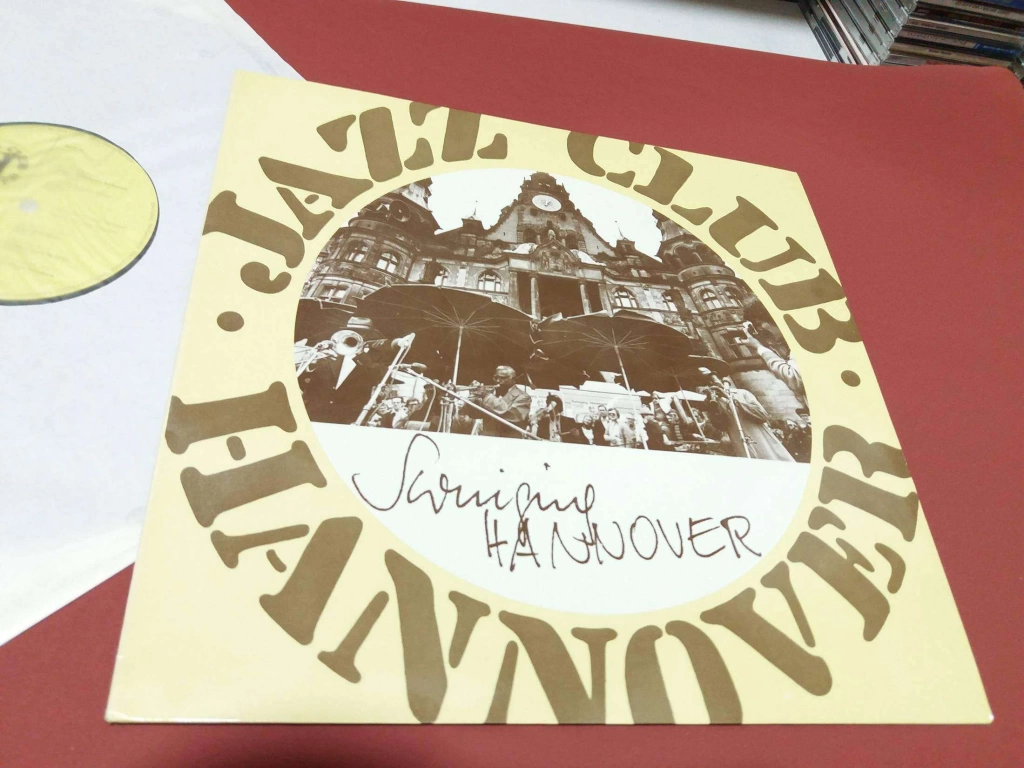 JAZZ CLUB
· HANNOVER ·
Swinging
HANNOVER